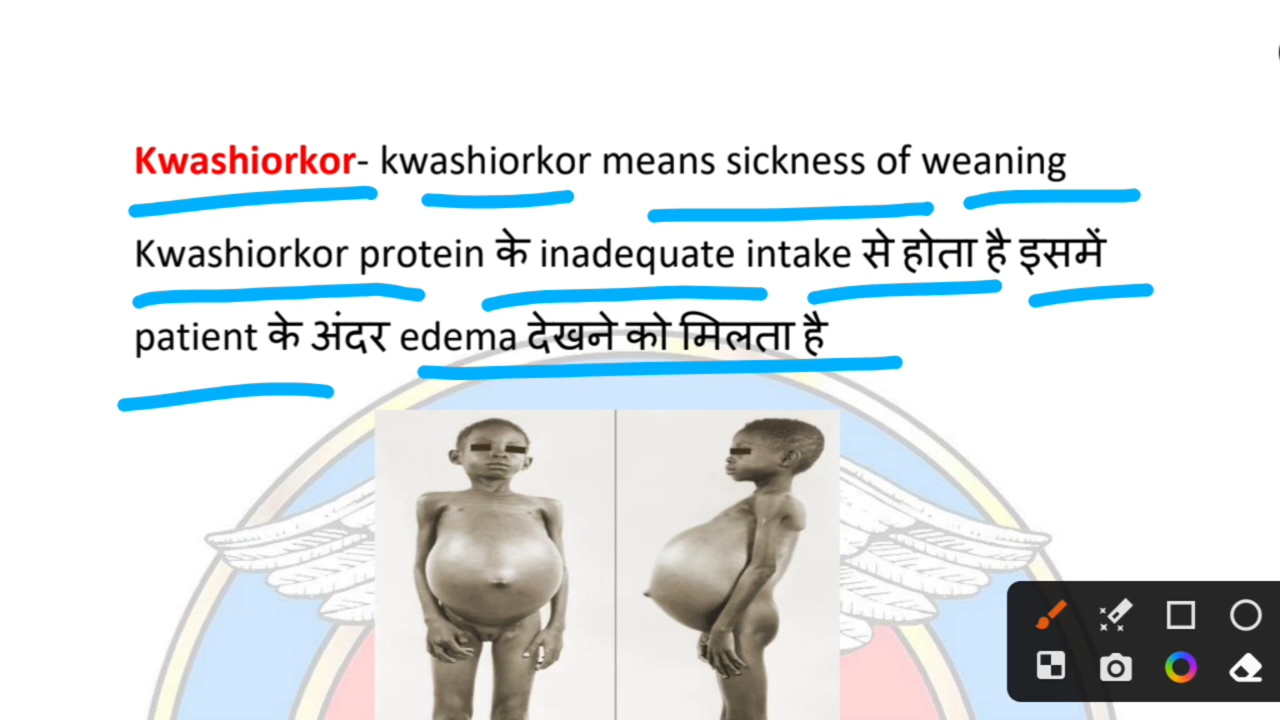 Kwashiorkor- kwashiorkor means sickness of weaning
Kwashiorkor protein के inadequate intake से होता है इसमें
patient के अंदर edema देखने को मिलता है